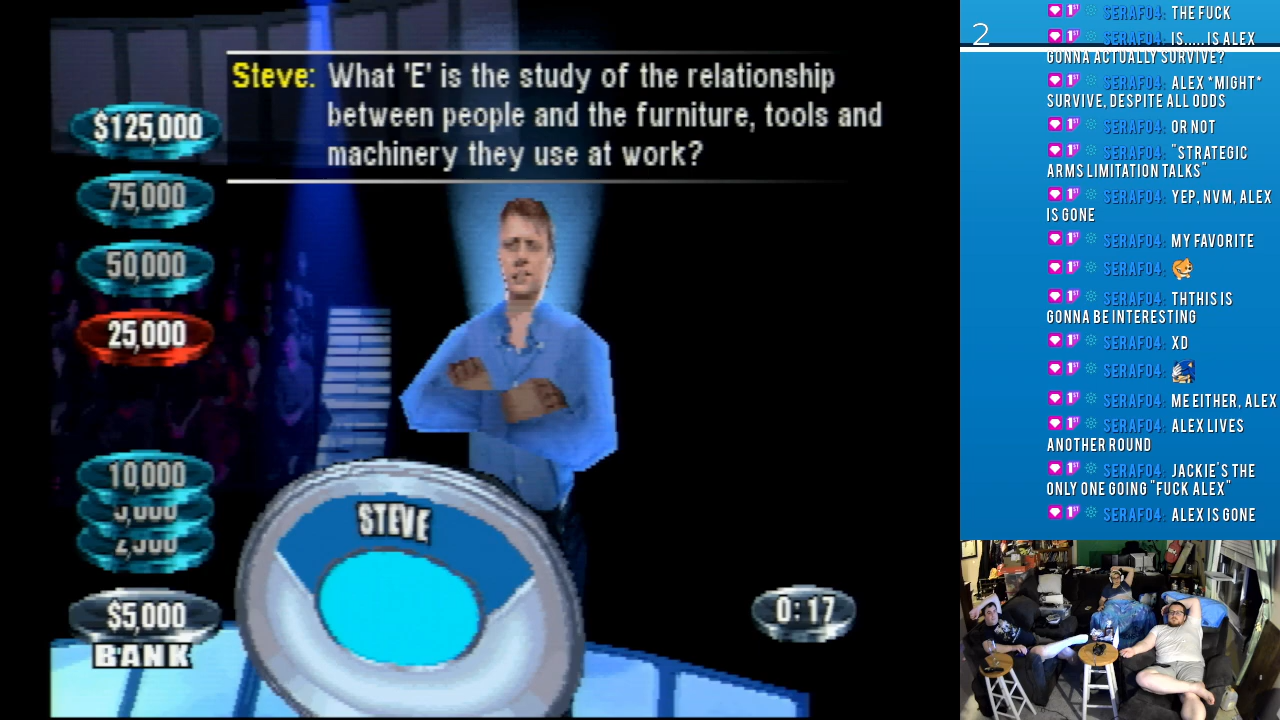 Steve: What 'E' is the study of the relationship
between people and the furniture, tools and
machinery they use at work?
$125,000
75,000
50,000
25,000
10,000
5,000
2,500
$5,000
BANK
STEVE
0:17
2
SERAF04: THE FUCK
SERAF04: IS.....IS ALEX
GONNA ACTUALLY SURVIVE?
SERAF04: ALEX *MIGHT*
SURVIVE, DESPITE ALL ODDS
SERAF04: OR NOT
SERAF04: "STRATEGIC
ARMS LIMITATION TALKS"
SERAF04: YEP, NVM, ALEX
IS GONE
SERAF04: MY FAVORITE
SERAF04:
SERAF04: THTHIS IS
GONNA BE INTERESTING
SERAF04: XD
SERAF04:
SERAF04: ME EITHER, ALEX
SERAF04: ALEX LIVES
ANOTHER ROUND
SERAF04: JACKIE'S THE
ONLY ONE GOING "FUCK ALEX"
SERAF04: ALEX IS GONE